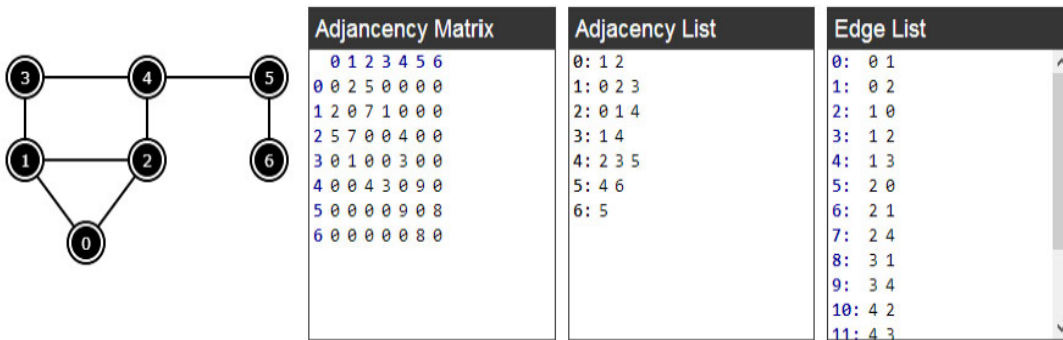 3 4 5
1 2 6
0
Adjancency Matrix
0 1 2 3 4 5 6
0 0 2 5 0 0 0 0
1 2 0 7 1 0 0 0
2 5 7 0 0 4 0 0
3 0 1 0 0 3 0 0
4 0 0 4 3 0 9 0
5 0 0 0 0 9 0 8
6 0 0 0 0 0 8 0
Adjacency List
0: 1 2
1: 0 2 3
2: 0 1 4
3: 1 4
4: 2 3 5
5: 4 6
6: 5
Edge List
0: 0 1
1: 0 2
2: 1 0
3: 1 2
4: 1 3
5: 2 0
6: 2 1
7: 2 4
8: 3 1
9: 3 4
10: 4 2
11: 4 3